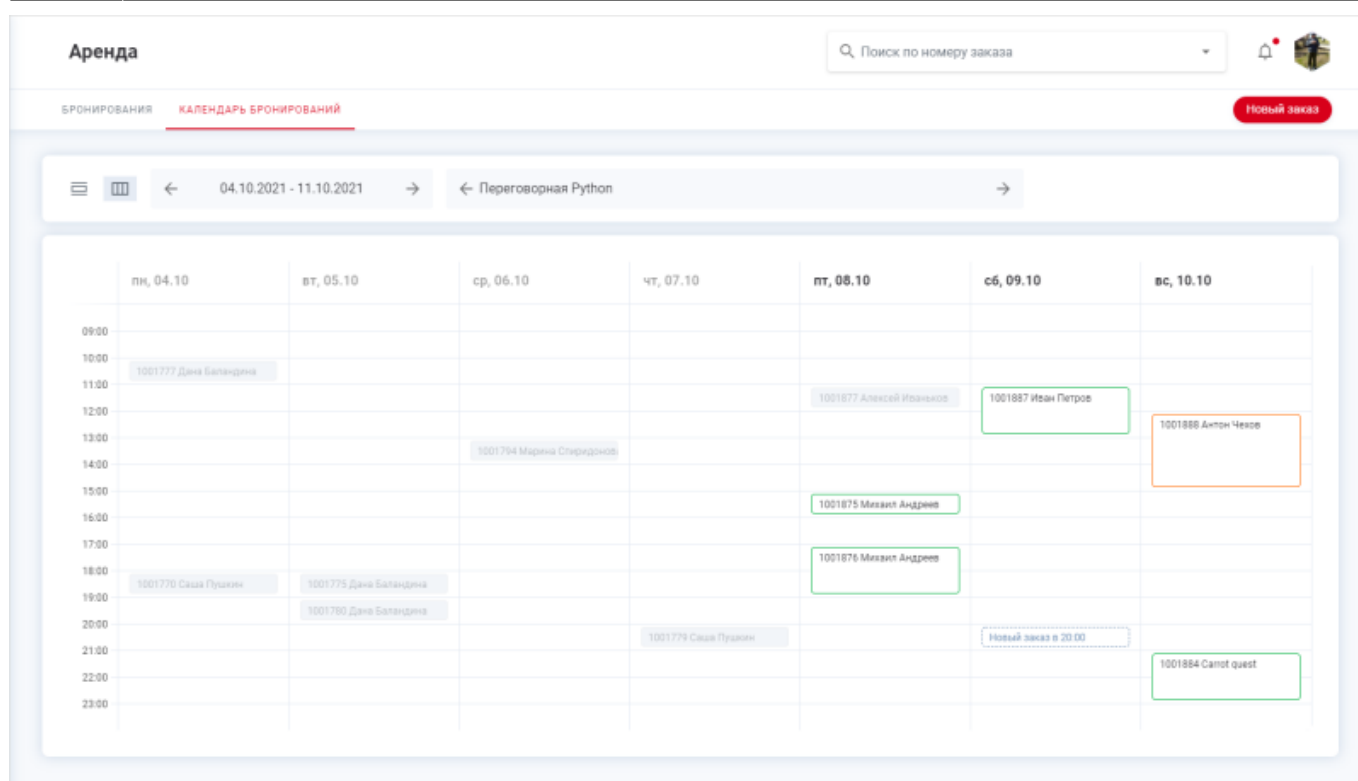 Аренда
Поиск по номеру заказа
БРОНИРОВАНИЯ КАЛЕНДАРЬ БРОНИРОВАНИЙ Новый заказ
04.10.2021 - 11.10.2021 Переговорная Python
пн, 04.10 вт, 05.10 ср, 06.10 чт, 07.10 пт, 08.10 сб, 09.10 вс, 10.10
09:00
10:00
1001777 Дана Баландина
11:00
1001877 Алексей Иваньков 1001887 Иван Петров
12:00
1001888 Антон Чехов
13:00
1001794 Марина Спиридонов
14:00
15:00
1001875 Михаил Андреев
16:00
17:00
1001876 Михаил Андреев
18:00
1001770 Саша Пушкин 1001775 Дана Баландина
19:00
1001780 Дана Баландина
20:00
1001779 Саша Пушкин Новый заказ в 20:00
21:00
1001884 Carrot quest
22:00
23:00